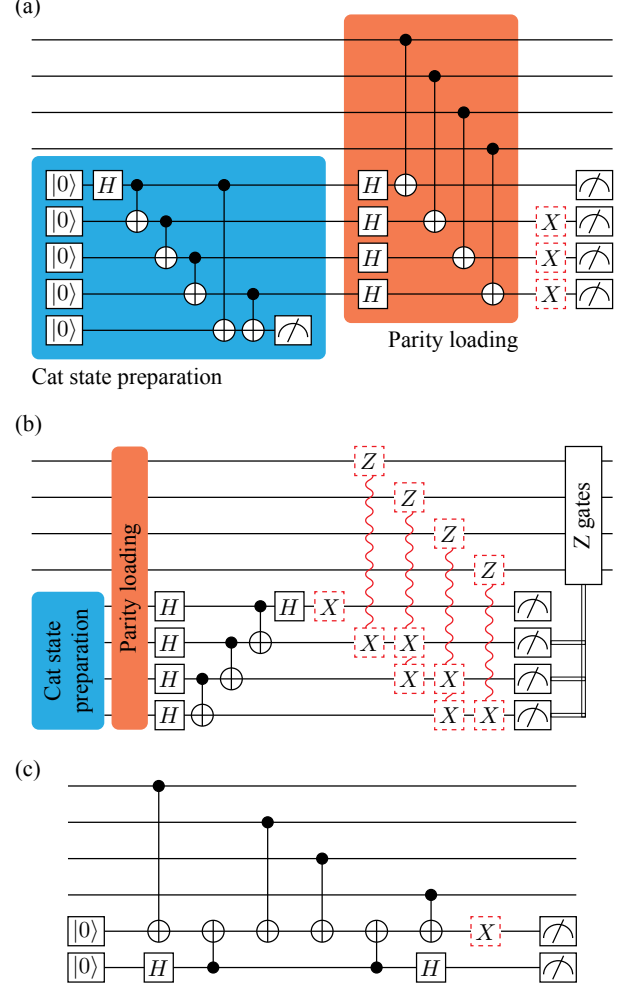 (a)
|0⟩ H H
|0⟩ H X
|0⟩ H X
|0⟩ H X
|0⟩
Parity loading
Cat state preparation
(b)
Z
Z
Z
Z
Z gates
Parity loading
Cat state
preparation
H H X
H X X
H X X
H X X
(c)
|0⟩ X
|0⟩ H H